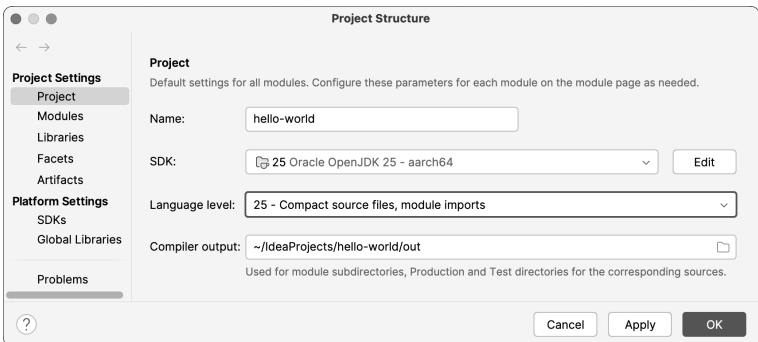 Project Structure
Project Settings
Project
Modules
Libraries
Facets
Artifacts
Platform Settings
SDKs
Global Libraries
Problems
Project
Default settings for all modules. Configure these parameters for each module on the module page as needed.
Name: hello-world
SDK: 25 Oracle OpenJDK 25 - aarch64 Edit
Language level: 25 - Compact source files, module imports
Compiler output: ~/IdeaProjects/hello-world/out
Used for module subdirectories, Production and Test directories for the corresponding sources.
? Cancel Apply OK